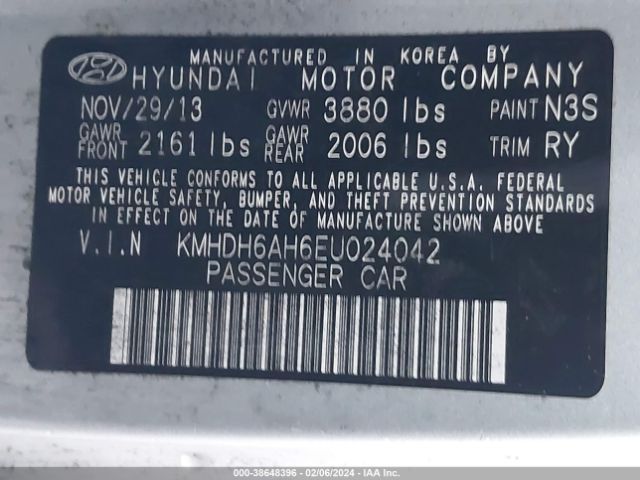 MANUFACTURED IN KOREA BY
HYUNDAI MOTOR COMPANY
NOV/29/13 GVWR 3880 lbs PAINT N3S
GAWR FRONT 2161 lbs GAWR REAR 2006 lbs TRIM RY
THIS VEHICLE CONFORMS TO ALL APPLICABLE U.S.A. FEDERAL
MOTOR VEHICLE SAFETY, BUMPER, AND THEFT PREVENTION STANDARDS
IN EFFECT ON THE DATE OF MANUFACTURE SHOWN ABOVE
V.I.N KMHDH6AH6EU024042
PASSENGER CAR
000-38648396 - 02/06/2024 - IAA Inc.